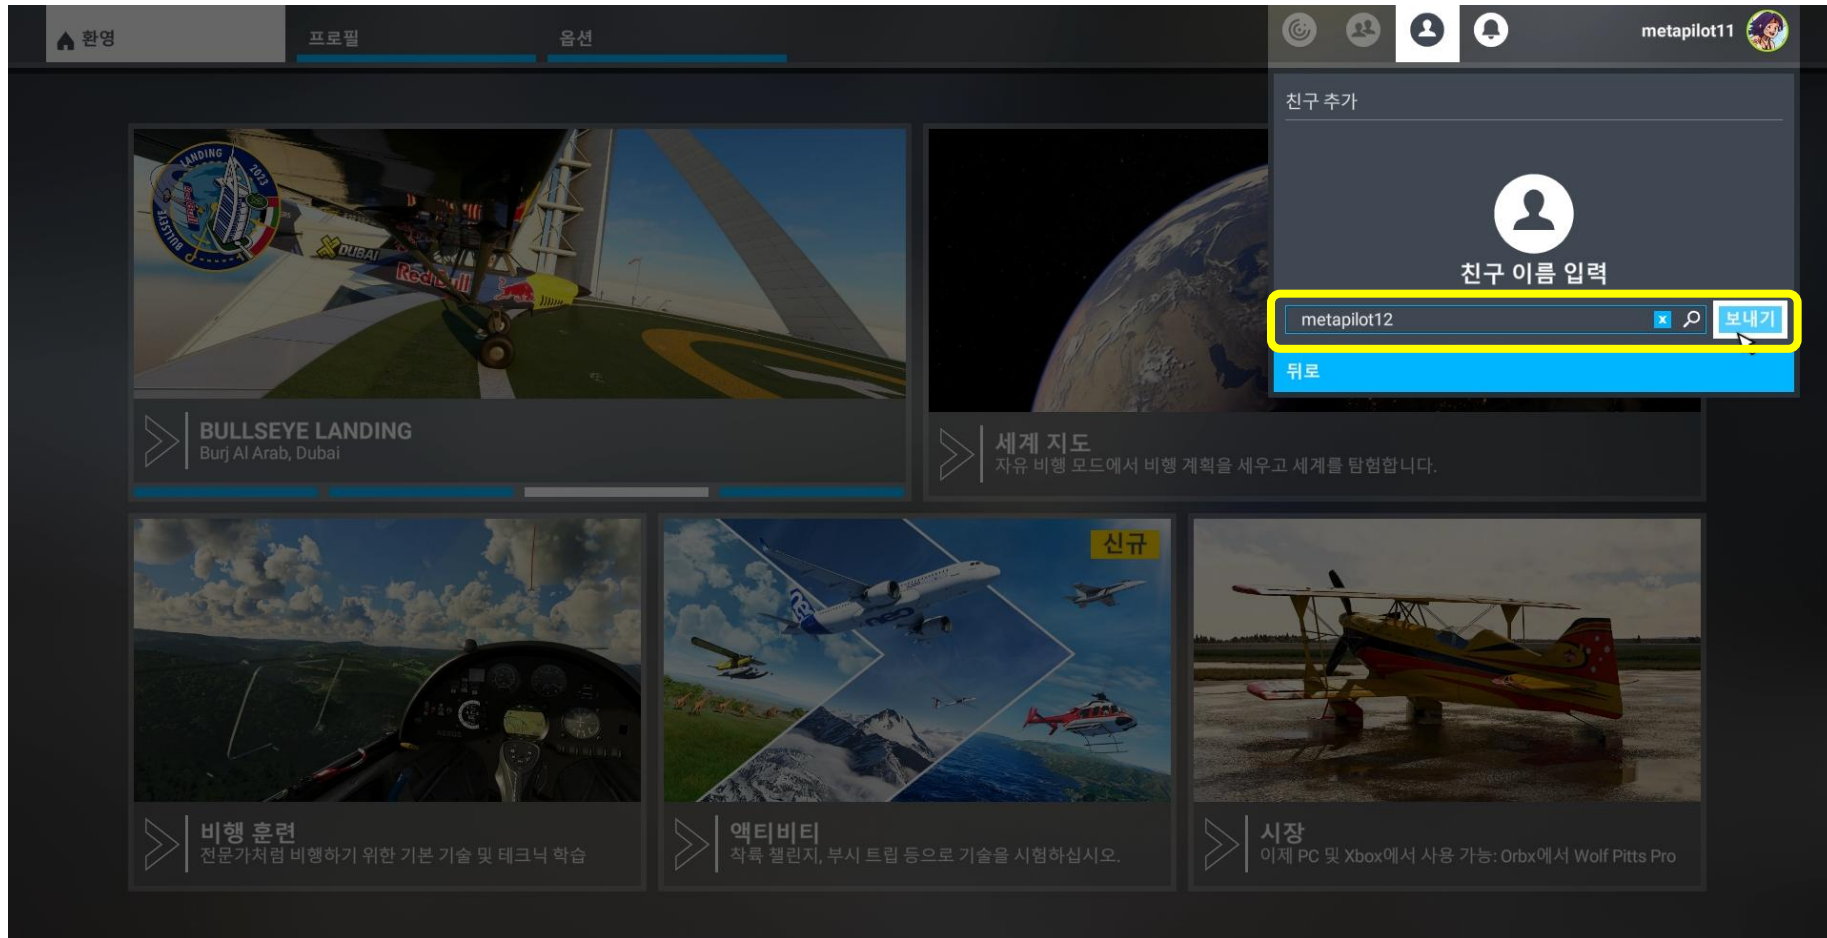 환영
프로필
옵션
metapilot11
친구 추가
친구 이름 입력
metapilot12
x
보내기
뒤로
LANDING 2023
BULLSEYE
DUBAI
Red Bull
BULLSEYE LANDING
Burj Al Arab, Dubai
세계 지도
자유 비행 모드에서 비행 계획을 세우고 세계를 탐험합니다.
신규
neo
비행 훈련
전문가처럼 비행하기 위한 기본 기술 및 테크닉 학습
액티비티
착륙 챌린지, 부시 트립 등으로 기술을 시험하십시오.
시장
이제 PC 및 Xbox에서 사용 가능: Orbx에서 Wolf Pitts Pro